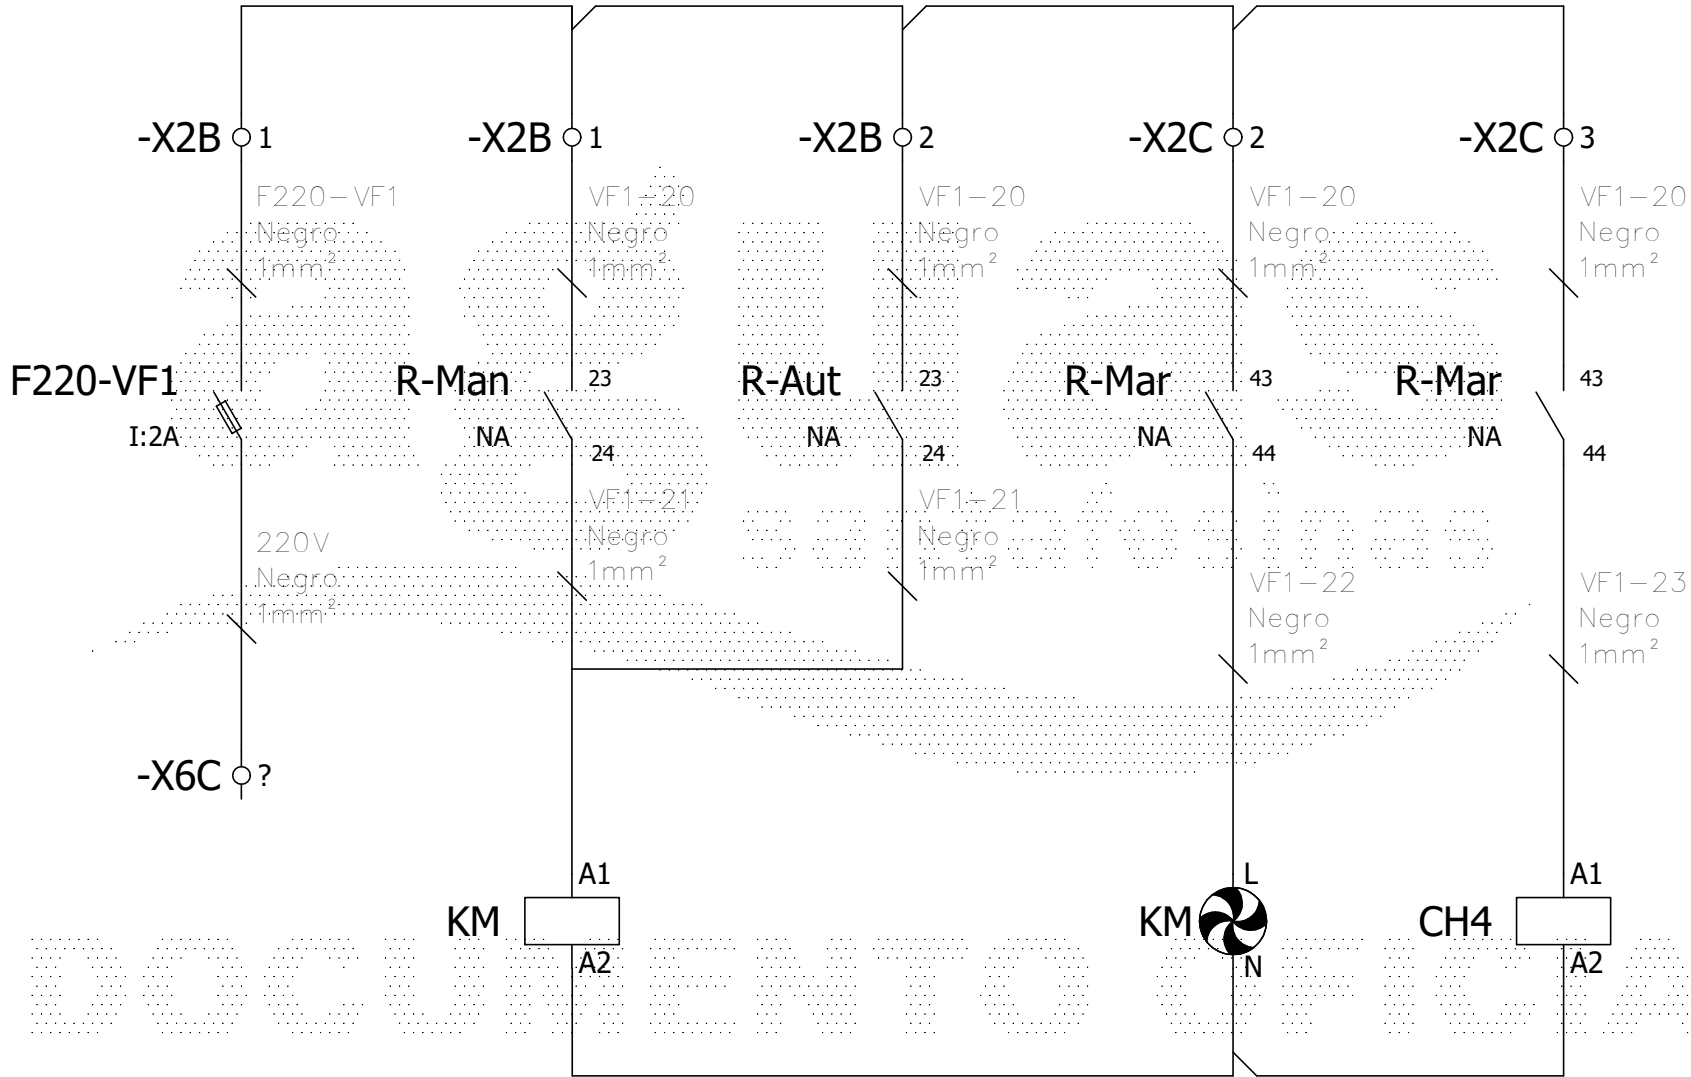 -X2B 1
-X2B 1
-X2B 2
-X2C 2
-X2C 3
F220-VF1
Negro
1mm²
VF1-20
Negro
1mm²
VF1-20
Negro
1mm²
VF1-20
Negro
1mm²
VF1-20
Negro
1mm²
F220-VF1
I:2A
R-Man 23
NA 24
R-Aut 23
NA 24
R-Mar 43
NA 44
R-Mar 43
NA 44
220V
Negro
1mm²
VF1-21
Negro
1mm²
VF1-21
Negro
1mm²
VF1-22
Negro
1mm²
VF1-23
Negro
1mm²
-X6C ?
A1
KM
A2
L
KM
N
A1
CH4
A2
DOCUMENTO OFICIA